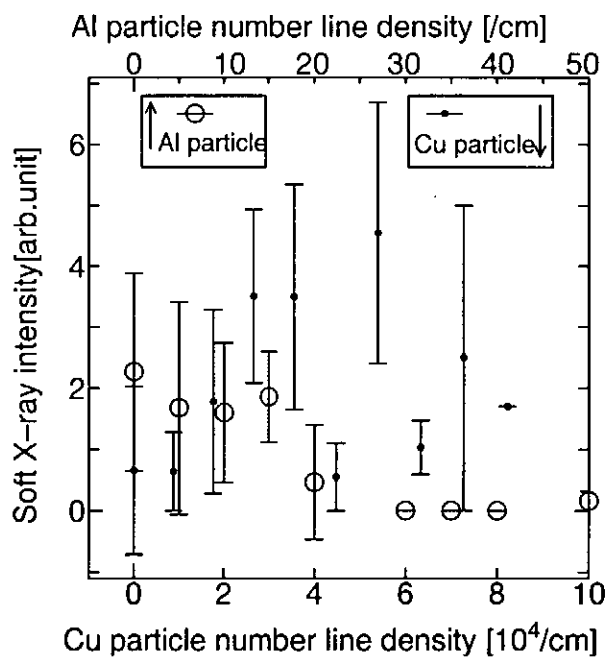 Al particle number line density [/cm]
0 10 20 30 40 50
Al particle
Cu particle
Soft X-ray intensity[arb.unit]
6
4
2
0
0 2 4 6 8 10
Cu particle number line density [10⁴/cm]